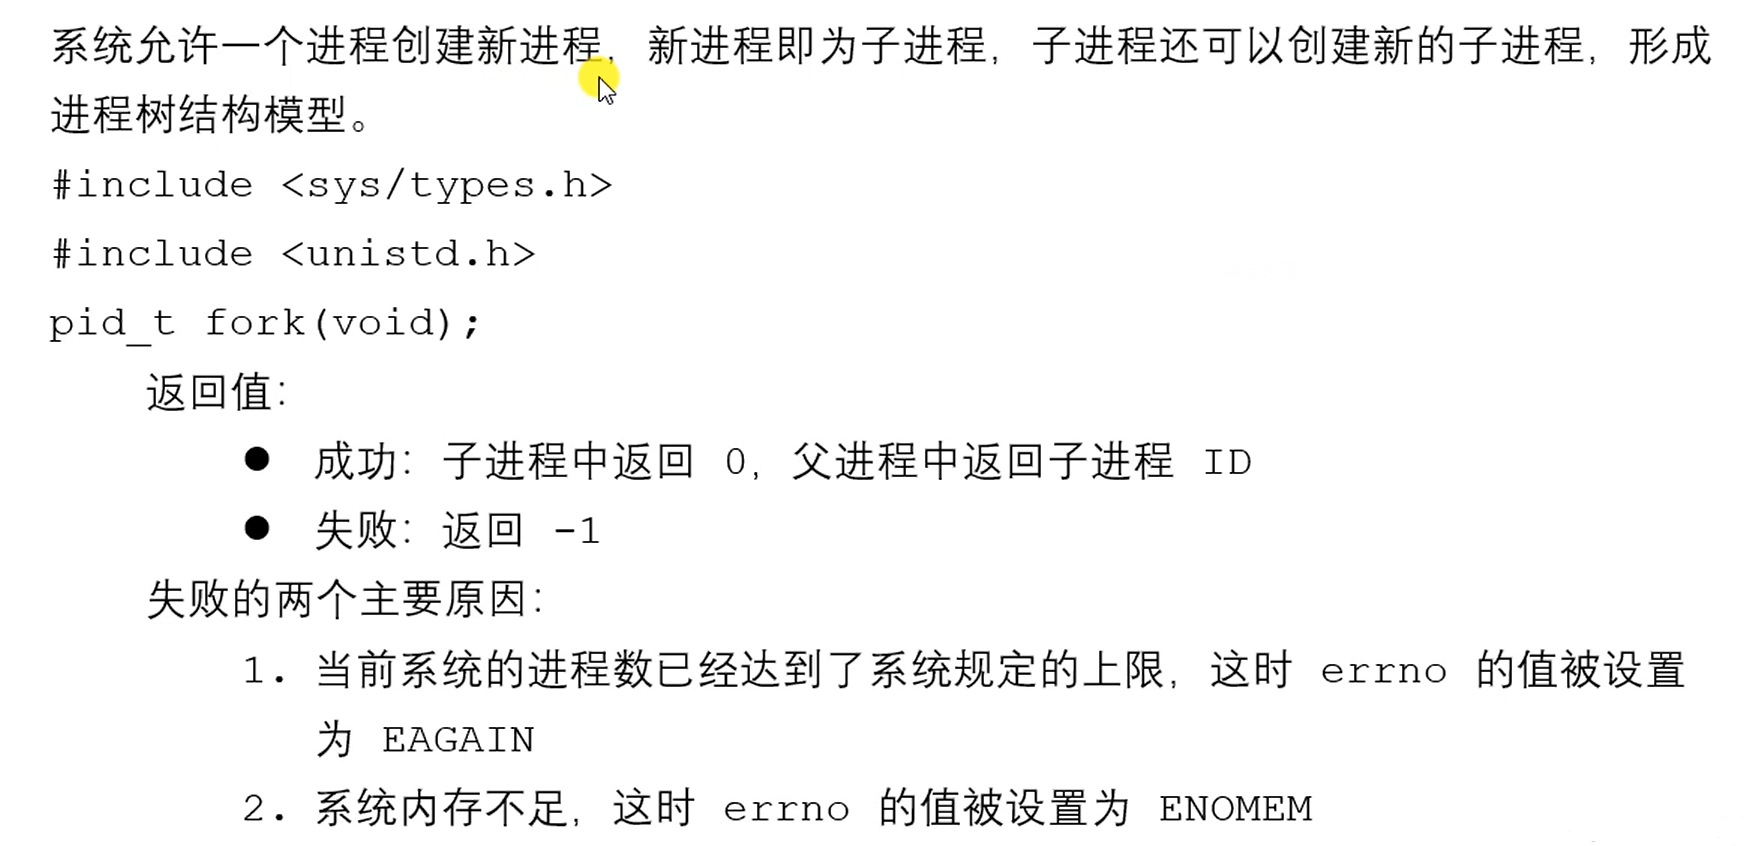 系统允许一个进程创建新进程，新进程即为子进程，子进程还可以创建新的子进程，形成
进程树结构模型。
#include <sys/types.h>
#include <unistd.h>
pid_t fork(void);
返回值：
● 成功：子进程中返回 0，父进程中返回子进程 ID
● 失败：返回 -1
失败的两个主要原因：
1. 当前系统的进程数已经达到了系统规定的上限，这时 errno 的值被设置
为 EAGAIN
2. 系统内存不足，这时 errno 的值被设置为 ENOMEM